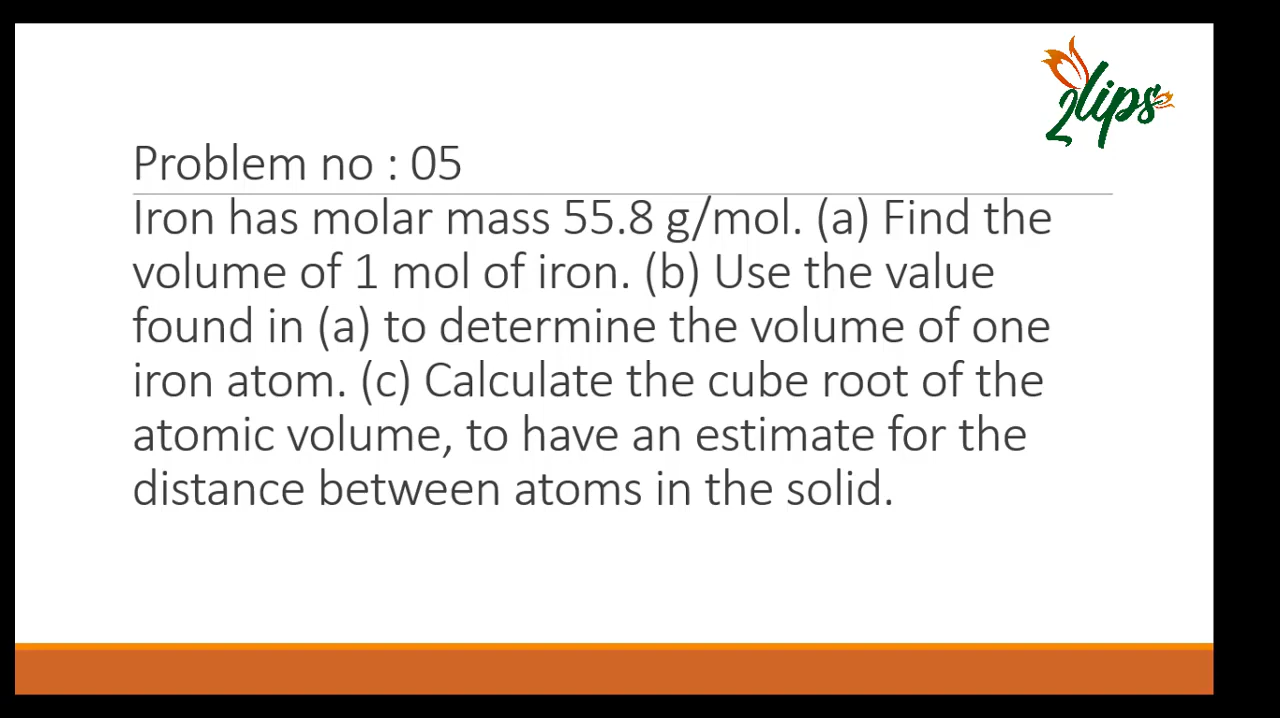 2lips
Problem no : 05
Iron has molar mass 55.8 g/mol. (a) Find the
volume of 1 mol of iron. (b) Use the value
found in (a) to determine the volume of one
iron atom. (c) Calculate the cube root of the
atomic volume, to have an estimate for the
distance between atoms in the solid.